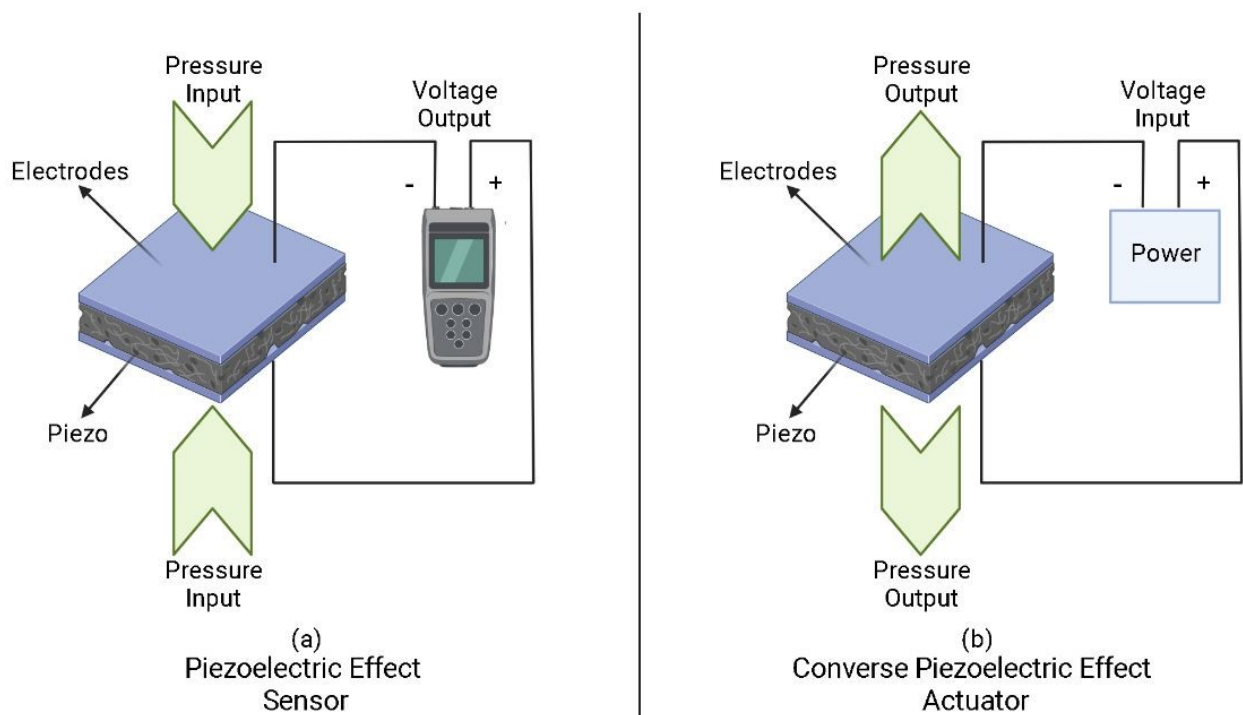 Pressure
Input
Voltage
Output
Electrodes
-
+
Piezo
Pressure
Input
(a)
Piezoelectric Effect
Sensor
Pressure
Output
Voltage
Input
Electrodes
-
+
Power
Piezo
Pressure
Output
(b)
Converse Piezoelectric Effect
Actuator